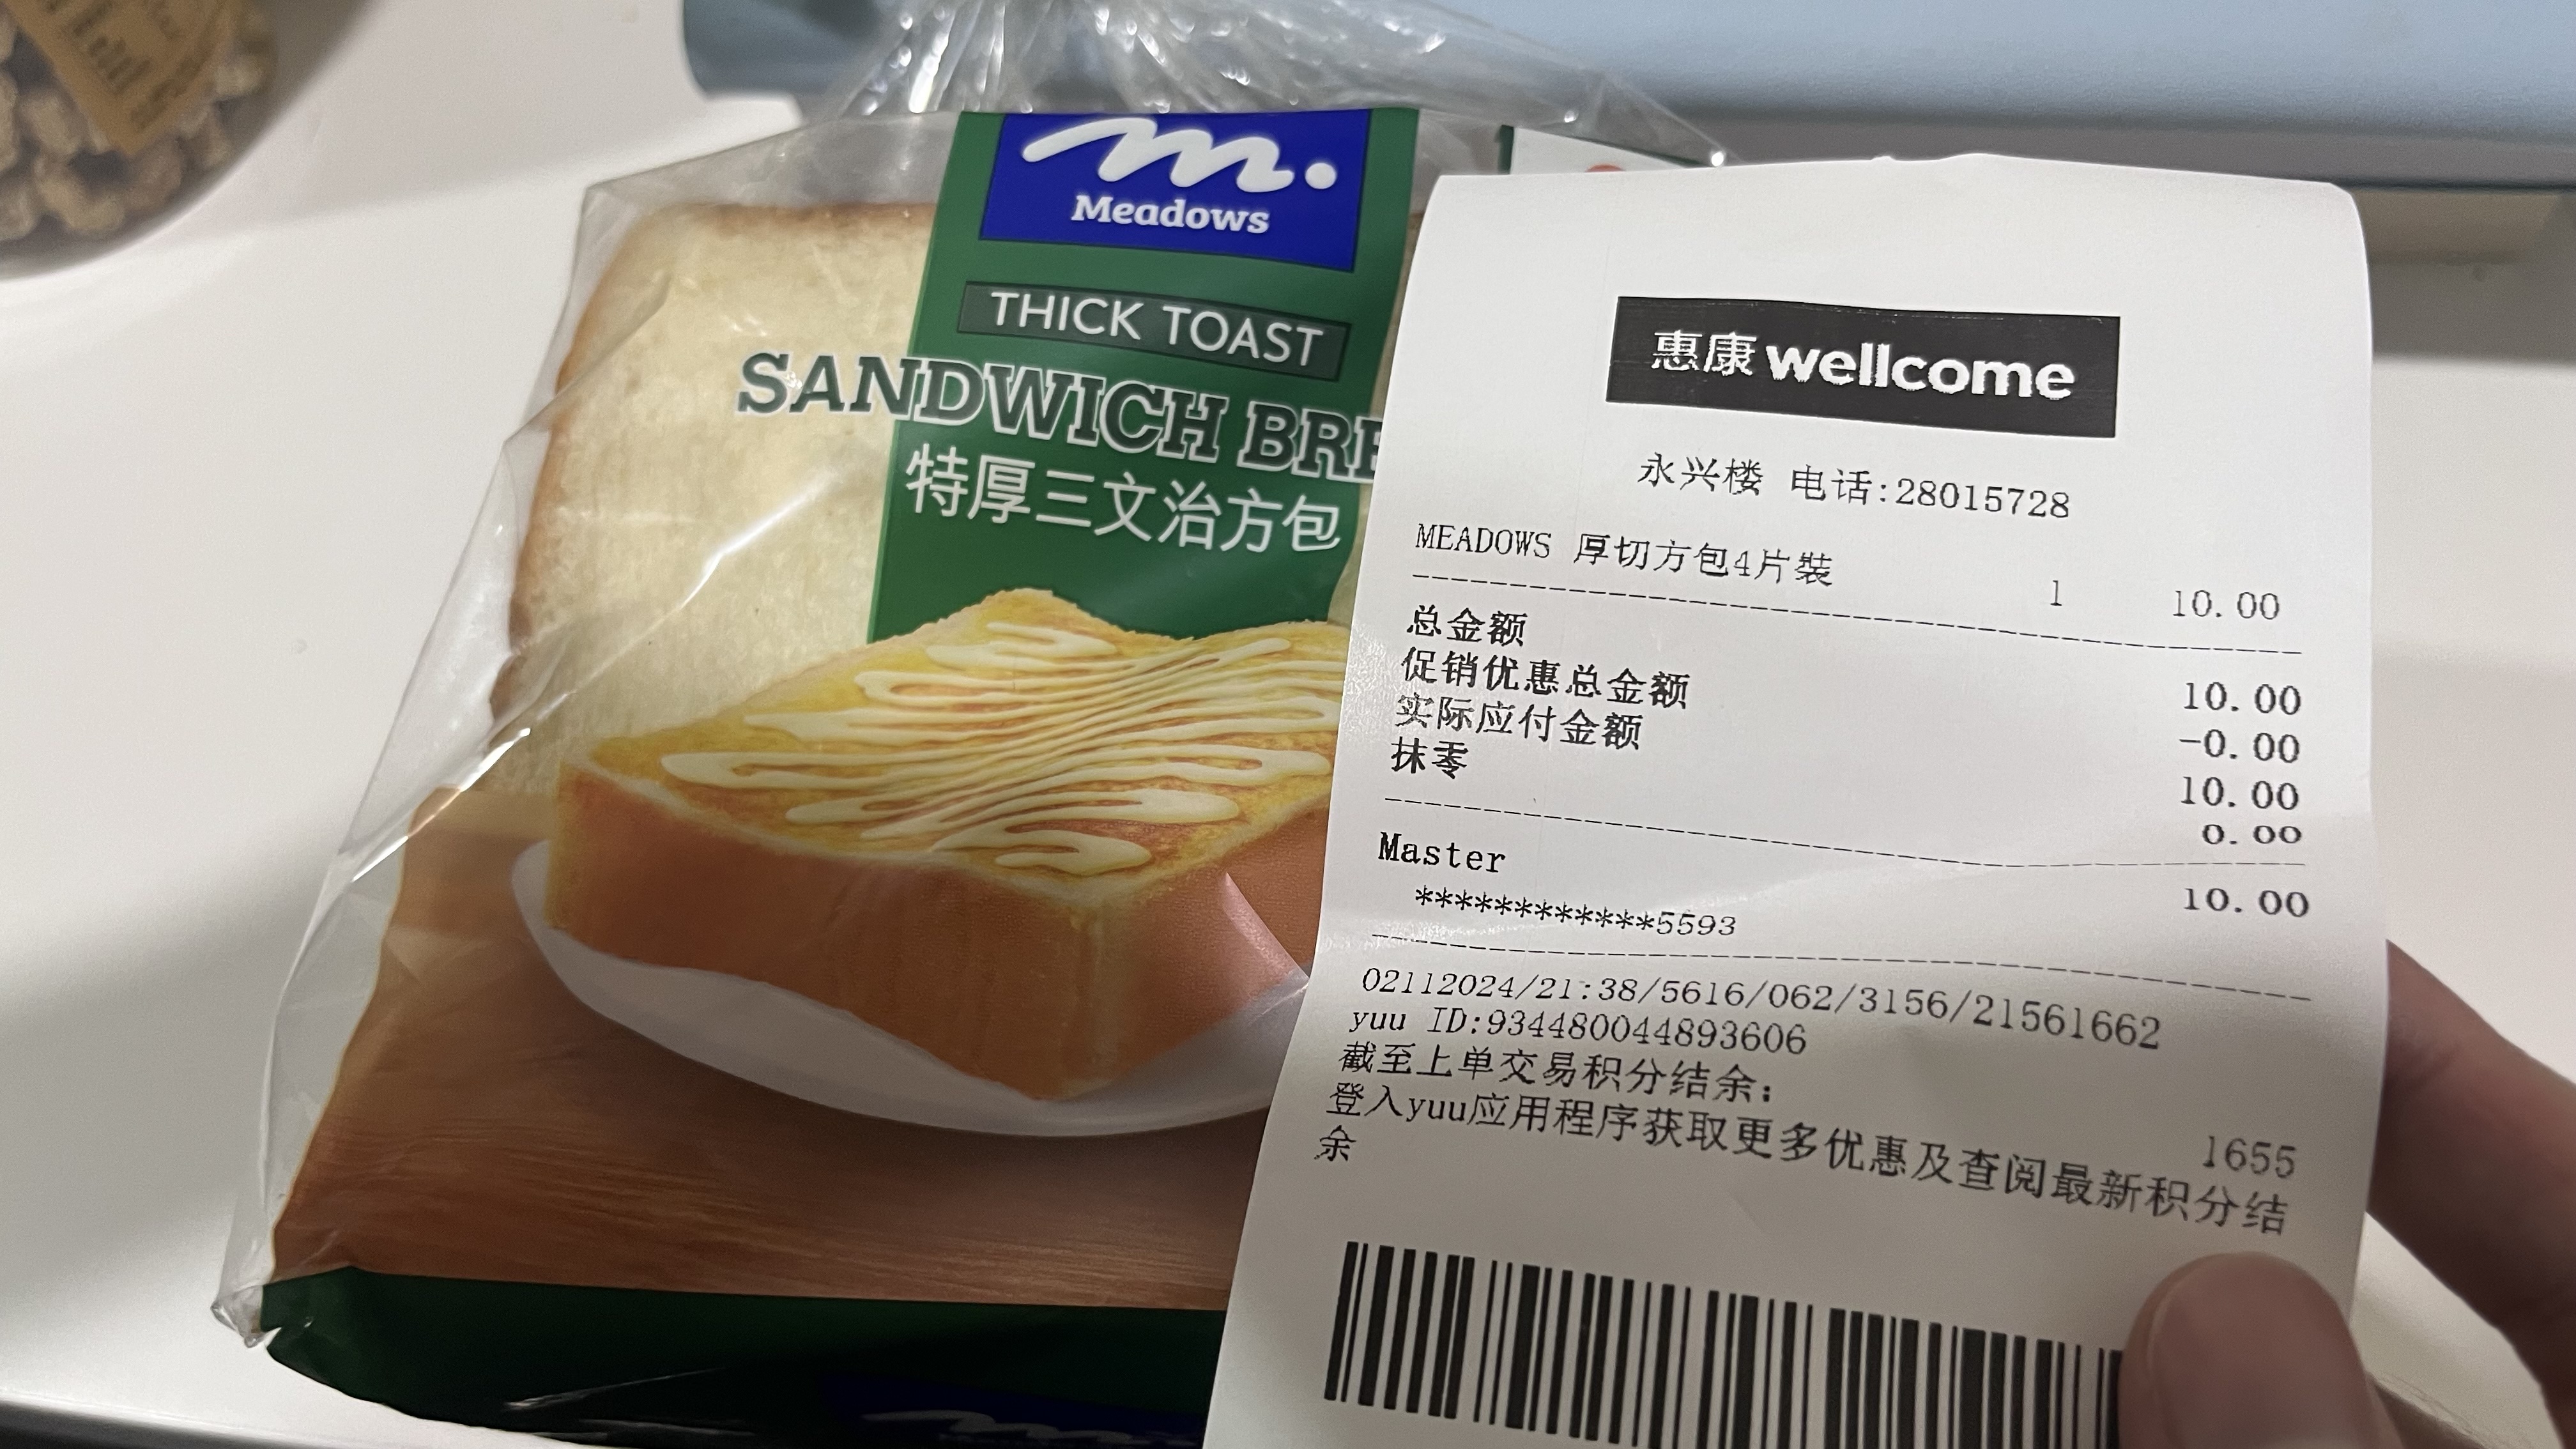 Meadows
THICK TOAST
SANDWICH BRE
特厚三文治方包
惠康 wellcome
永兴楼 电话:28015728
MEADOWS 厚切方包4片裝 1 10.00
总金额 10.00
促销优惠总金额 -0.00
实际应付金额 10.00
抹零 0.00
Master 10.00
************5593
02112024/21:38/5616/062/3156/21561662
yuu ID:934480044893606
截至上单交易积分结余: 1655
登入yuu应用程序获取更多优惠及查阅最新积分结
余